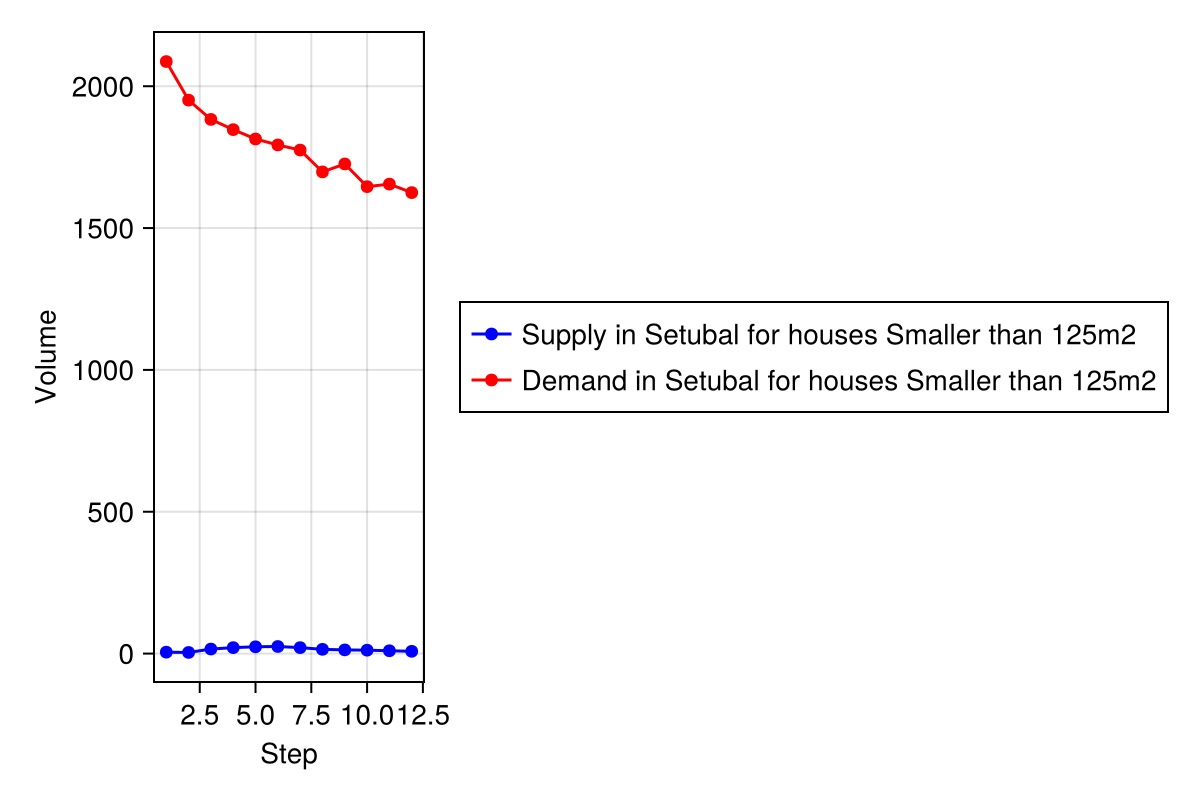 2000
1500
1000
500
0
Volume
2.5 5.0 7.5 10.0 12.5
Step
Supply in Setubal for houses Smaller than 125m2
Demand in Setubal for houses Smaller than 125m2